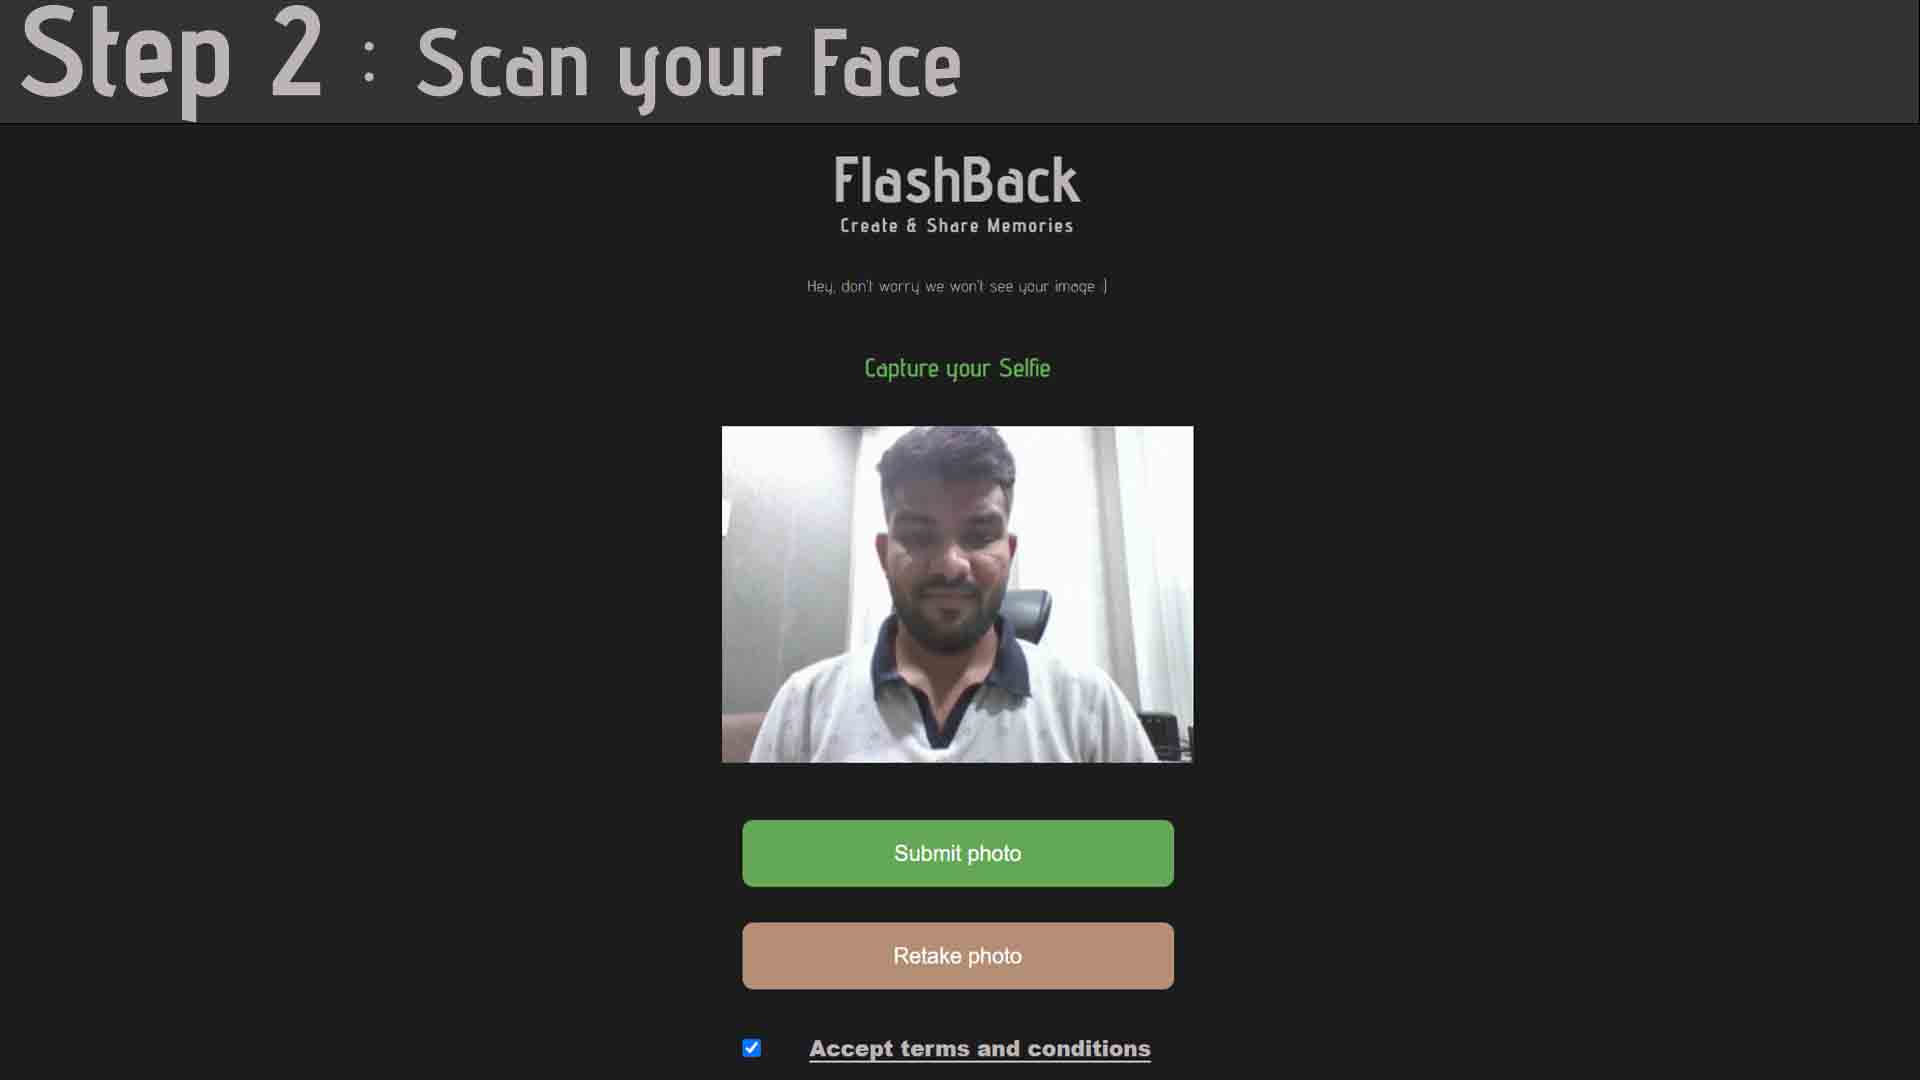 Step 2 : Scan your Face
FlashBack
Create & Share Memories
Hey, don't worry we won't see your image :)
Capture your Selfie
Submit photo
Retake photo
Accept terms and conditions